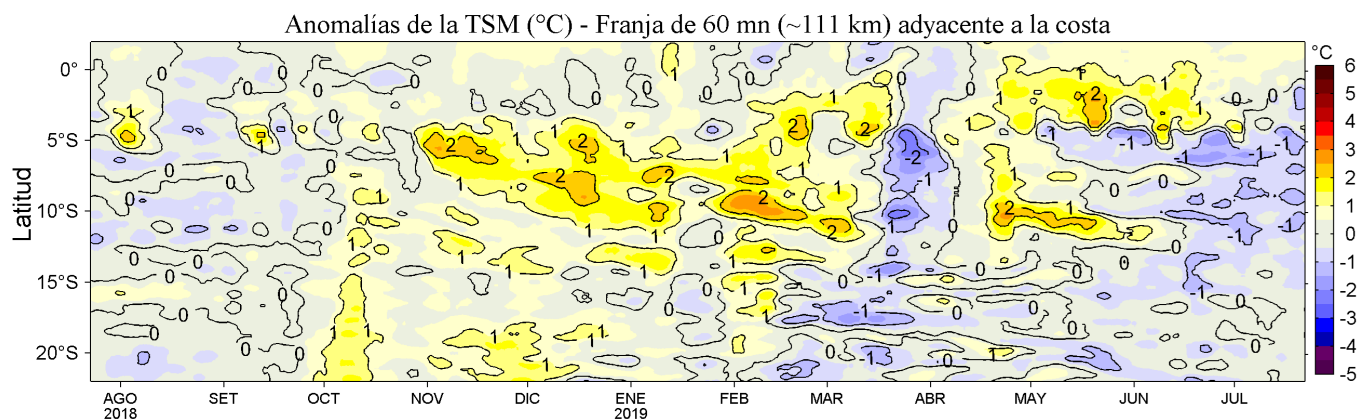 Anomalías de la TSM (°C) - Franja de 60 mn (~111 km) adyacente a la costa
°C
6
5
4
3
2
1
0
-1
-2
-3
-4
-5
Latitud
0°
5°S
10°S
15°S
20°S
AGO SET OCT NOV DIC ENE FEB MAR ABR MAY JUN JUL
2018 2019